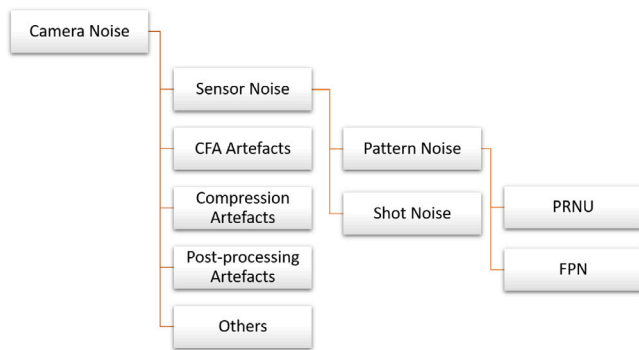 Camera Noise
Sensor Noise
CFA Artefacts
Pattern Noise
Compression
Artefacts
Shot Noise
PRNU
Post-processing
Artefacts
FPN
Others